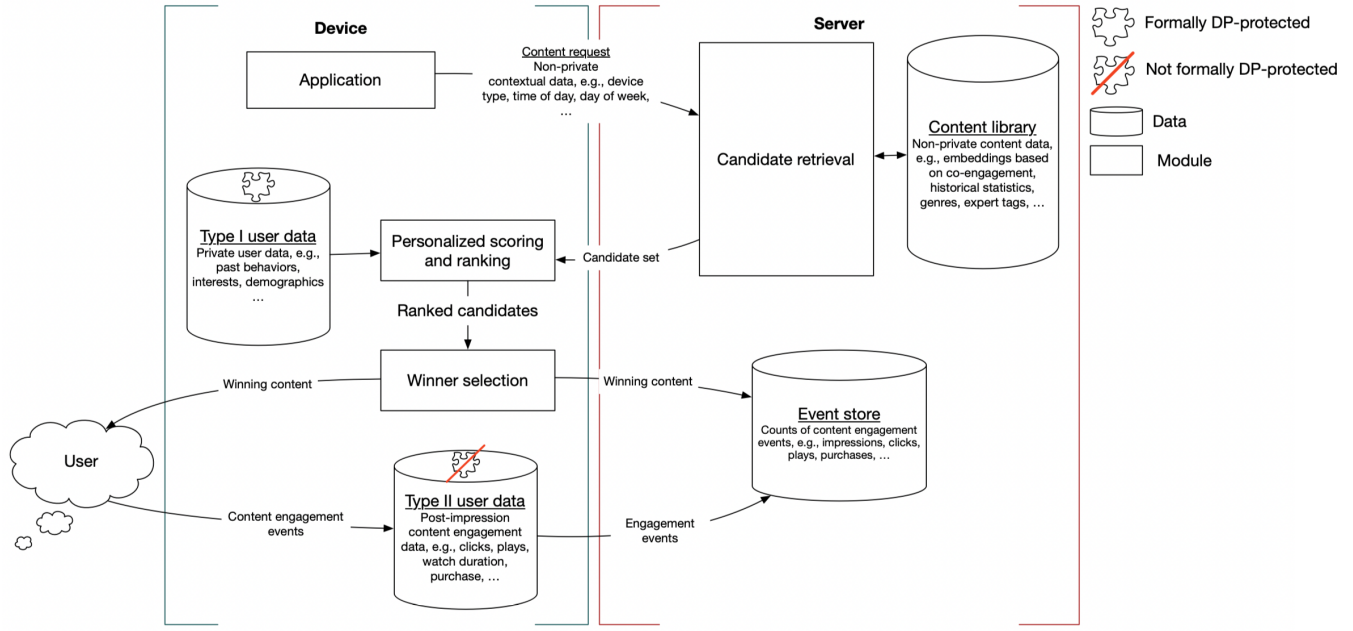 Device
Server
Formally DP-protected
Not formally DP-protected
Data
Module
Application
Content request
Non-private
contextual data, e.g., device
type, time of day, day of week,
...
Candidate retrieval
Content library
Non-private content data,
e.g., embeddings based
on co-engagement,
historical statistics,
genres, expert tags, ...
Type I user data
Private user data, e.g.,
past behaviors,
interests, demographics
...
Personalized scoring
and ranking
Candidate set
Ranked candidates
Winner selection
Winning content
Winning content
Event store
Counts of content engagement
events, e.g., impressions, clicks,
plays, purchases, ...
User
Content engagement
events
Type II user data
Post-impression
content engagement
data, e.g., clicks, plays,
watch duration,
purchase, ...
Engagement
events